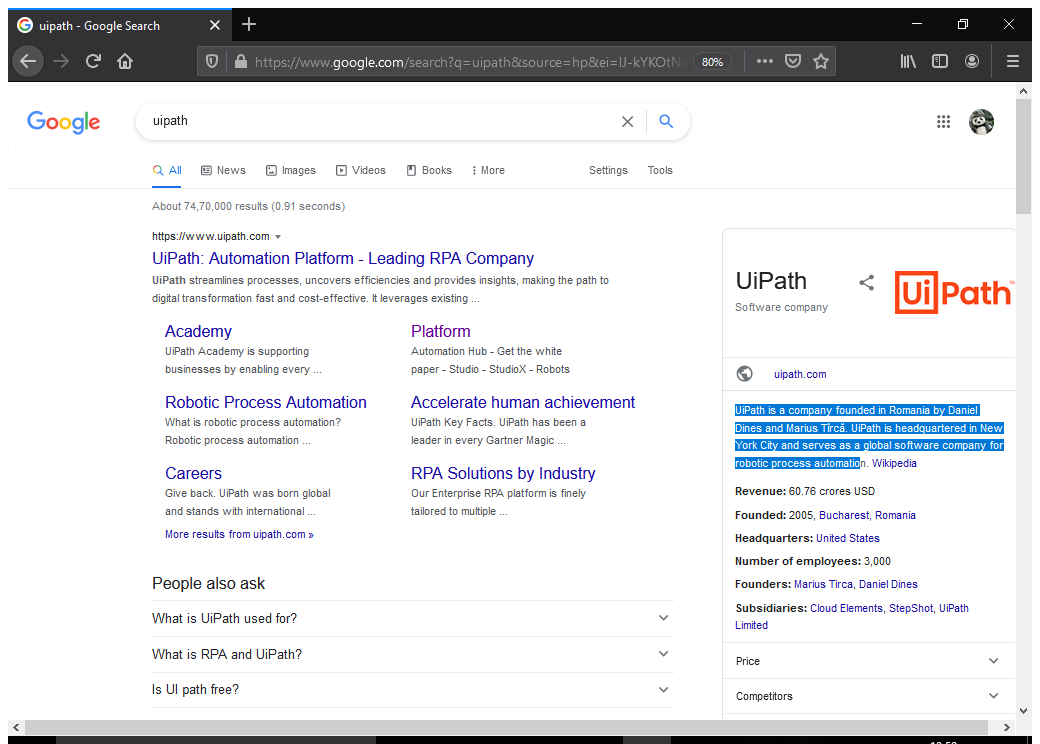 uipath - Google Search
https://www.google.com/search?q=uipath&source=hp&ei=IJ-kYKOtN
80%
Google
uipath
All News Images Videos Books More Settings Tools
About 74,70,000 results (0.91 seconds)
https://www.uipath.com
UiPath: Automation Platform - Leading RPA Company
UiPath streamlines processes, uncovers efficiencies and provides insights, making the path to
digital transformation fast and cost-effective. It leverages existing ...
Academy
UiPath Academy is supporting
businesses by enabling every ...
Platform
Automation Hub - Get the white
paper - Studio - StudioX - Robots
Robotic Process Automation
What is robotic process automation?
Robotic process automation ...
Accelerate human achievement
UiPath Key Facts. UiPath has been a
leader in every Gartner Magic ...
Careers
Give back. UiPath was born global
and stands with international ...
RPA Solutions by Industry
Our Enterprise RPA platform is finely
tailored to multiple ...
More results from uipath.com »
People also ask
What is UiPath used for?
What is RPA and UiPath?
Is UI path free?
UiPath
Software company
UiPath™
uipath.com
UiPath is a company founded in Romania by Daniel
Dines and Marius Tîrcă. UiPath is headquartered in New
York City and serves as a global software company for
robotic process automation. Wikipedia
Revenue: 60.76 crores USD
Founded: 2005, Bucharest, Romania
Headquarters: United States
Number of employees: 3,000
Founders: Marius Tirca, Daniel Dines
Subsidiaries: Cloud Elements, StepShot, UiPath
Limited
Price
Competitors